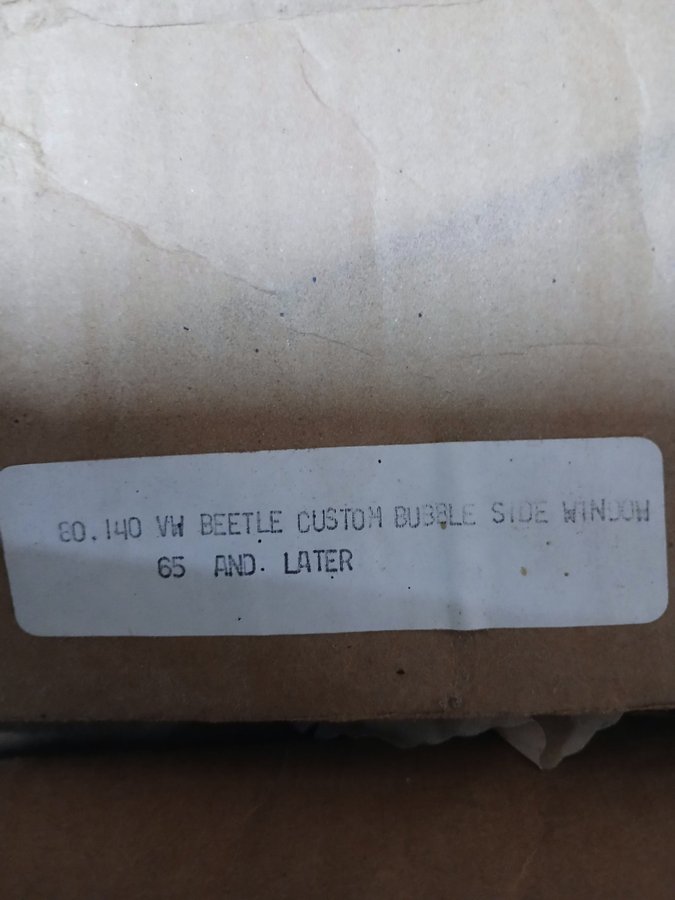 80.140 VW BEETLE CUSTOM BUBBLE SIDE WINDOW
65 AND. LATER